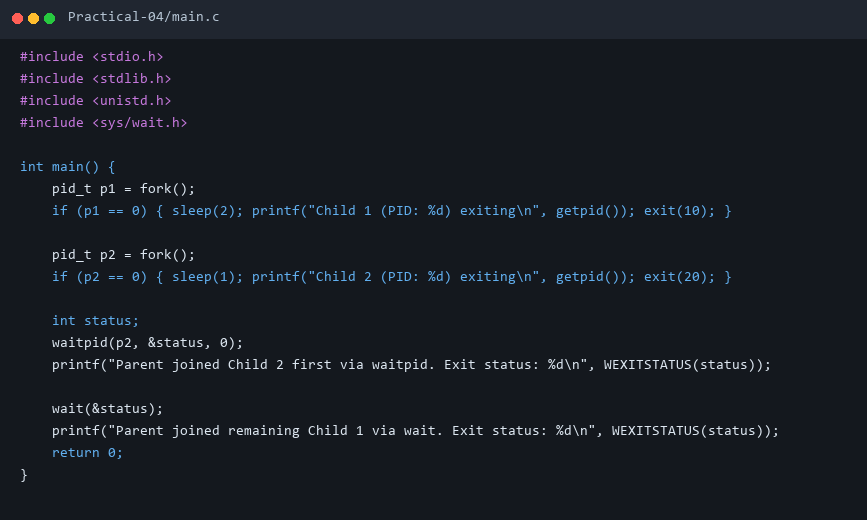 Practical-04/main.c
#include <stdio.h>
#include <stdlib.h>
#include <unistd.h>
#include <sys/wait.h>
int main() {
    pid_t p1 = fork();
    if (p1 == 0) { sleep(2); printf("Child 1 (PID: %d) exiting\n", getpid()); exit(10); }
    pid_t p2 = fork();
    if (p2 == 0) { sleep(1); printf("Child 2 (PID: %d) exiting\n", getpid()); exit(20); }
    int status;
    waitpid(p2, &status, 0);
    printf("Parent joined Child 2 first via waitpid. Exit status: %d\n", WEXITSTATUS(status));
    wait(&status);
    printf("Parent joined remaining Child 1 via wait. Exit status: %d\n", WEXITSTATUS(status));
    return 0;
}